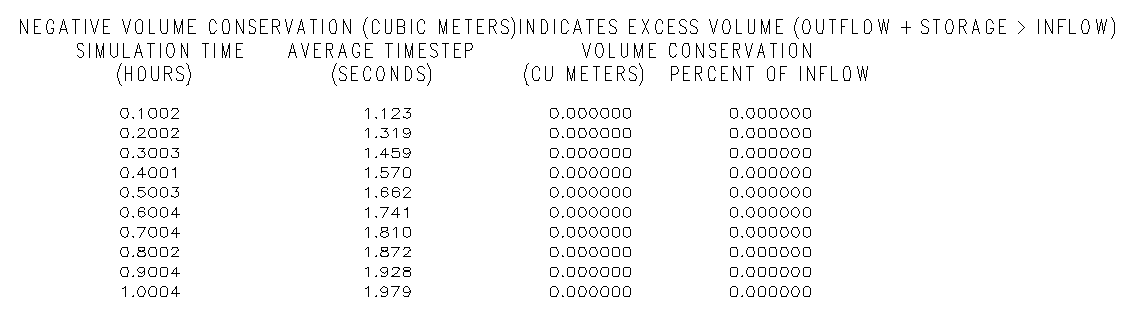 NEGATIVE VOLUME CONSERVATION (CUBIC METERS)INDICATES EXCESS VOLUME (OUTFLOW + STORAGE > INFLOW)
SIMULATION TIME AVERAGE TIMESTEP VOLUME CONSERVATION
(HOURS) (SECONDS) (CU METERS) PERCENT OF INFLOW
0.1002 1.123 0.000000 0.000000
0.2002 1.319 0.000000 0.000000
0.3003 1.459 0.000000 0.000000
0.4001 1.570 0.000000 0.000000
0.5003 1.662 0.000000 0.000000
0.6004 1.741 0.000000 0.000000
0.7004 1.810 0.000000 0.000000
0.8002 1.872 0.000000 0.000000
0.9004 1.928 0.000000 0.000000
1.0004 1.979 0.000000 0.000000